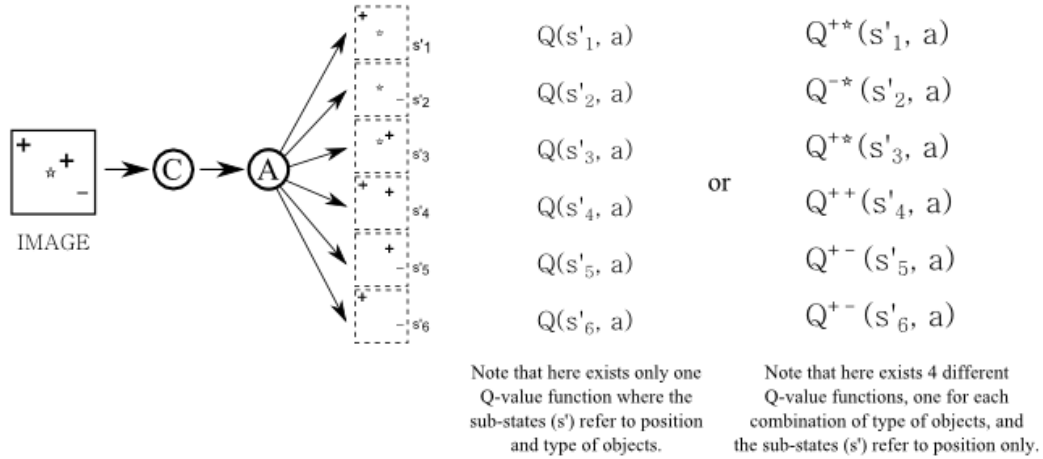 IMAGE
C
A
s'1
s'2
s'3
s'4
s'5
s'6
Q(s'₁, a)
Q(s'₂, a)
Q(s'₃, a)
Q(s'₄, a)
Q(s'₅, a)
Q(s'₆, a)
or
Q⁺*(s'₁, a)
Q⁻*(s'₂, a)
Q⁺*(s'₃, a)
Q⁺⁺(s'₄, a)
Q⁺⁻(s'₅, a)
Q⁺⁻(s'₆, a)
Note that here exists only one
Q-value function where the
sub-states (s') refer to position
and type of objects.
Note that here exists 4 different
Q-value functions, one for each
combination of type of objects, and
the sub-states (s') refer to position only.